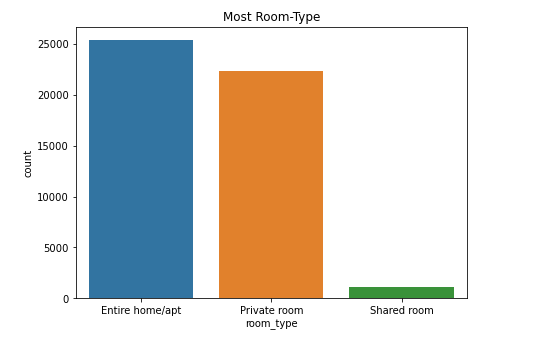 Most Room-Type
25000
20000
15000
10000
5000
0
count
Entire home/apt
Private room
Shared room
room_type